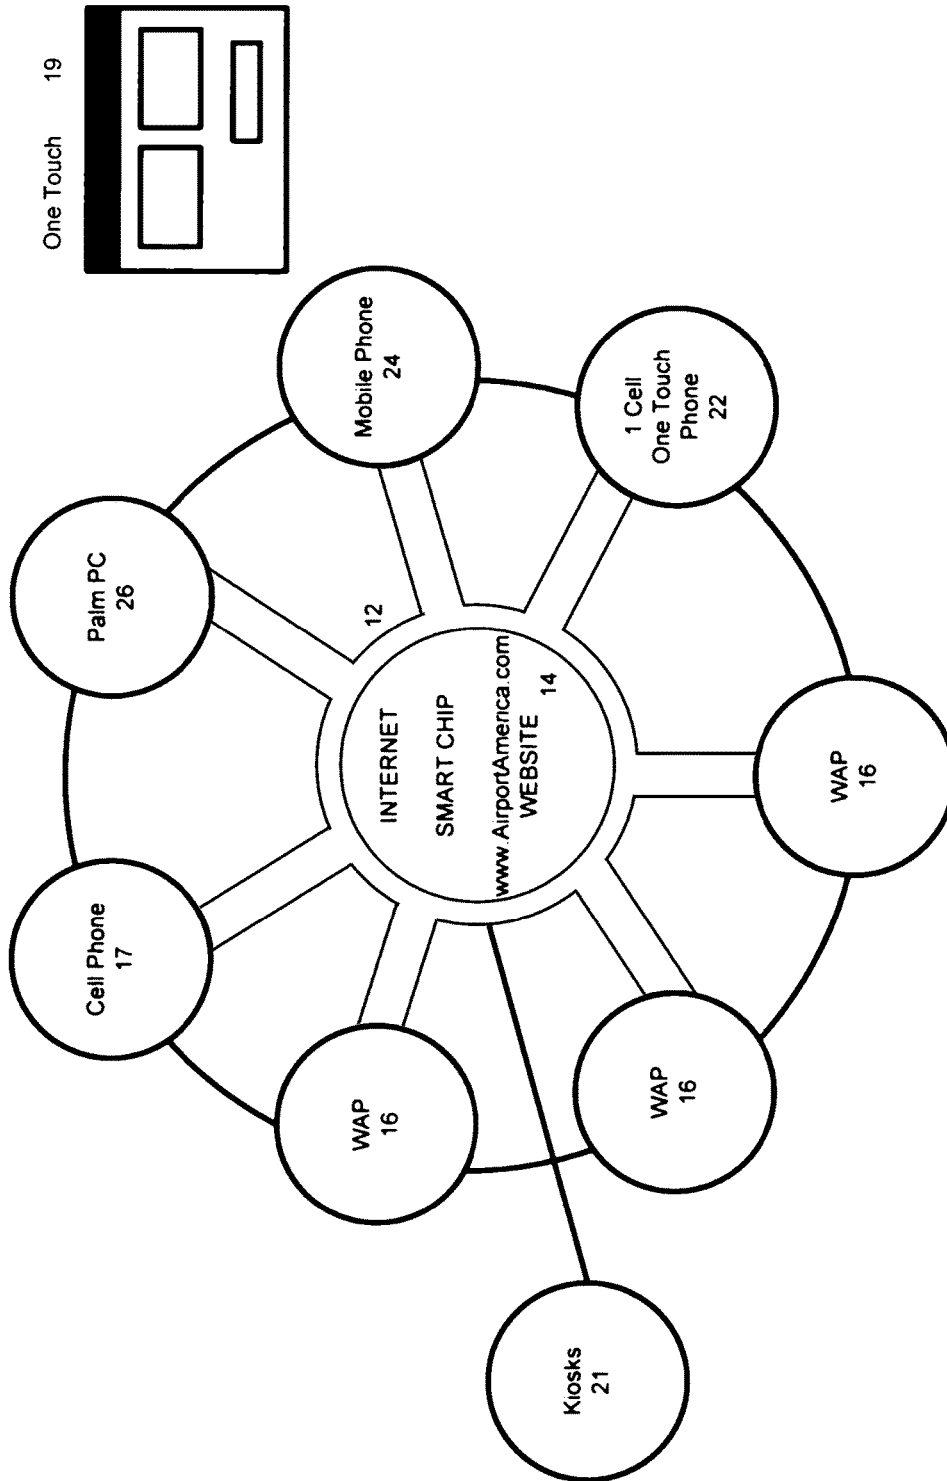 One Touch 19
Palm PC
26
Mobile Phone
24
Cell Phone
17
12
INTERNET
SMART CHIP
www.AirportAmerica.com
WEBSITE
14
1 Cell
One Touch
Phone
22
WAP
16
WAP
16
WAP
16
Kiosks
21